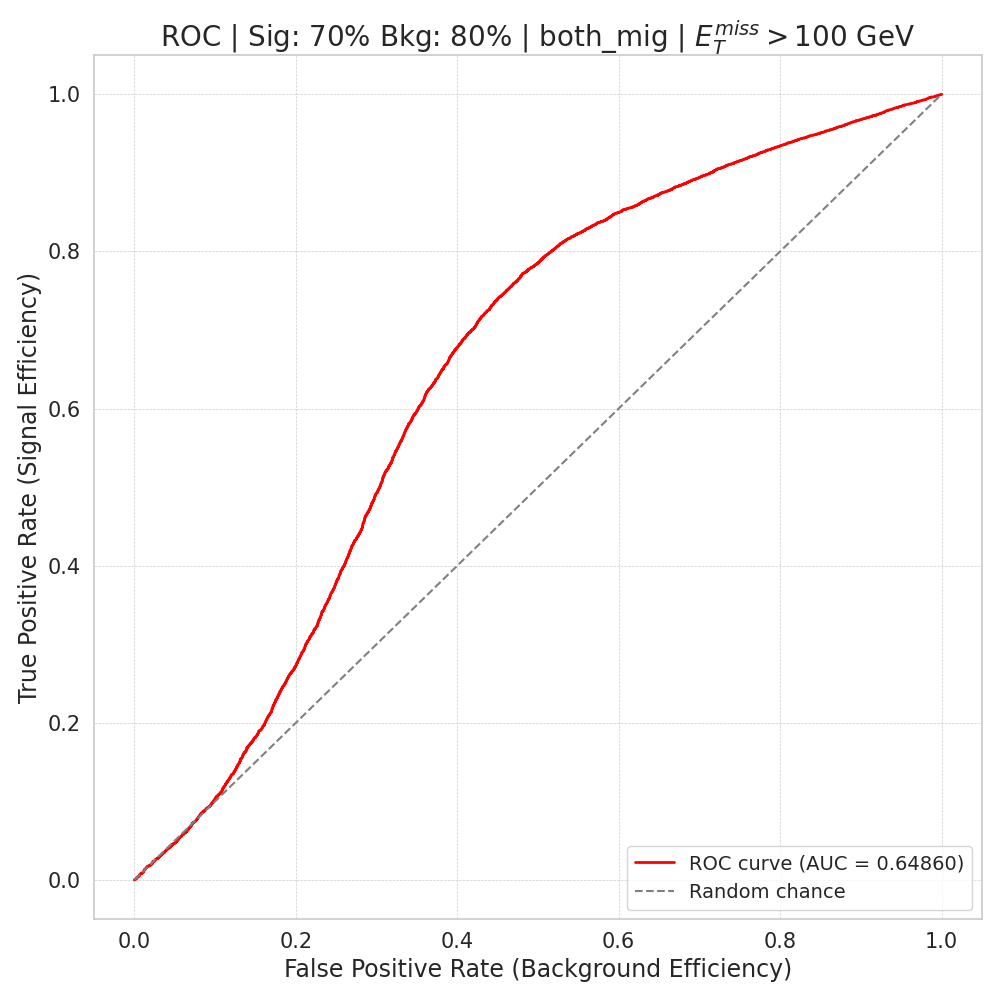 ROC | Sig: 70% Bkg: 80% | both_mig | $E_T^{miss} > 100$ GeV
1.0
0.8
0.6
0.4
0.2
0.0
True Positive Rate (Signal Efficiency)
ROC curve (AUC = 0.64860)
Random chance
0.0 0.2 0.4 0.6 0.8 1.0
False Positive Rate (Background Efficiency)